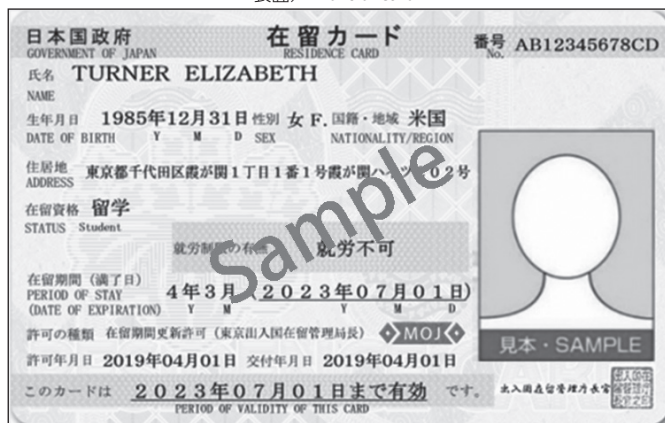 日本国政府 在留カード 番号 AB12345678CD
GOVERNMENT OF JAPAN RESIDENCE CARD No.
氏名 TURNER ELIZABETH
NAME
生年月日 1985年12月31日 性別 女 F. 国籍・地域 米国
DATE OF BIRTH Y M D SEX NATIONALITY/REGION
住居地 東京都千代田区霞が関1丁目1番1号霞が関ハイツ 02号
ADDRESS
在留資格 留学
STATUS Student
就労制限の有無 就労不可
在留期間(満了日) 4年3月(2023年07月01日)
PERIOD OF STAY Y M Y M D
(DATE OF EXPIRATION)
許可の種類 在留期間更新許可(東京出入国在留管理局長) MOJ
許可年月日 2019年04月01日 交付年月日 2019年04月01日
見本・SAMPLE
このカードは 2023年07月01日まで有効 です。
PERIOD OF VALIDITY OF THIS CARD
出入国在留管理庁長官
Sample